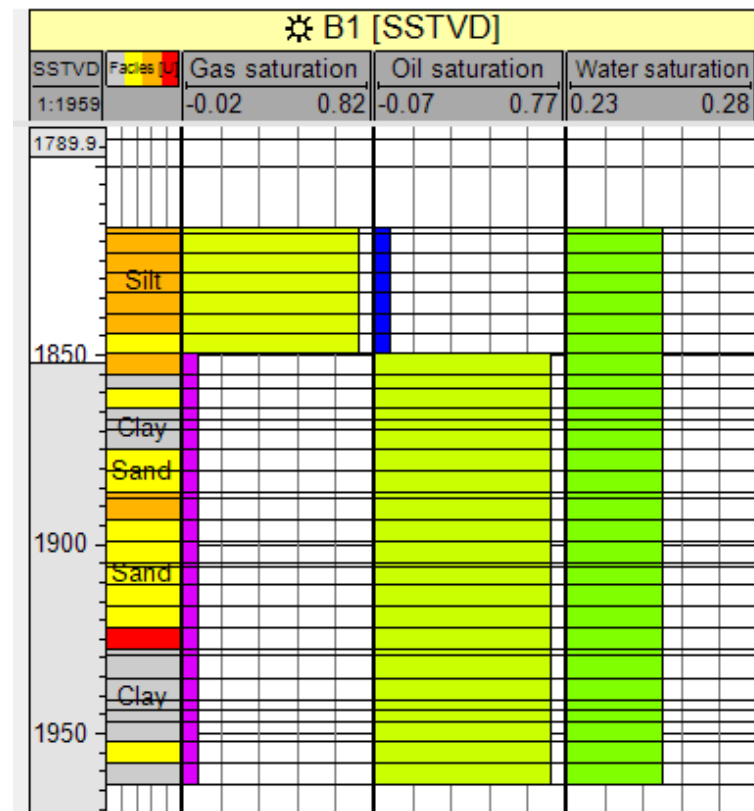 B1 [SSTVD]
SSTVD Facies [U] Gas saturation Oil saturation Water saturation
1:1959 -0.02 0.82 -0.07 0.77 0.23 0.28
1789.9
Silt
1850
Clay
Sand
1900
Sand
Clay
1950